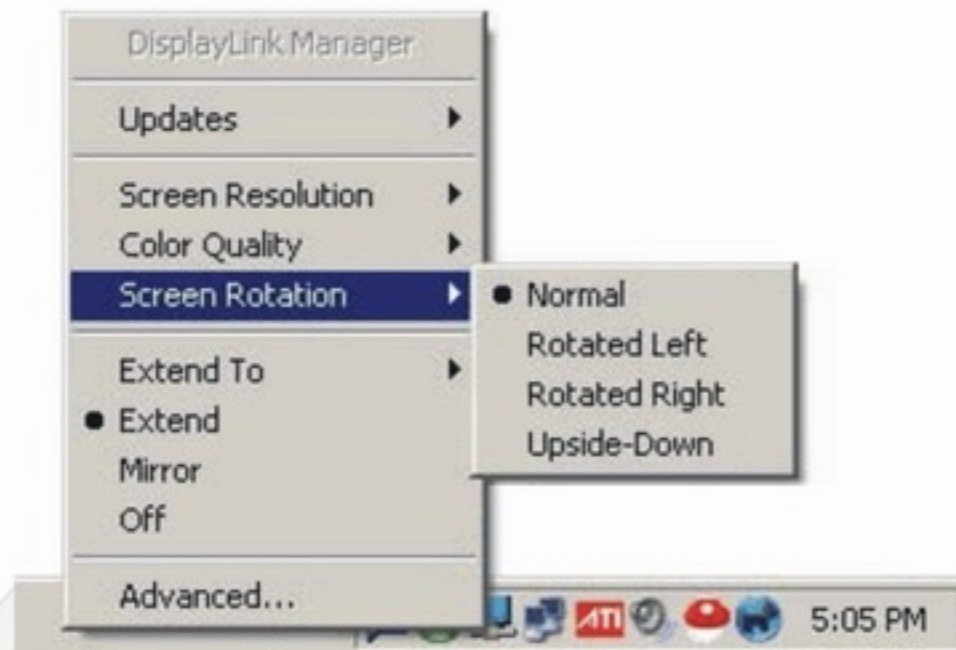 DisplayLink Manager
Updates
Screen Resolution
Color Quality
Screen Rotation
Normal
Rotated Left
Rotated Right
Upside-Down
Extend To
Extend
Mirror
Off
Advanced...
ATI
5:05 PM